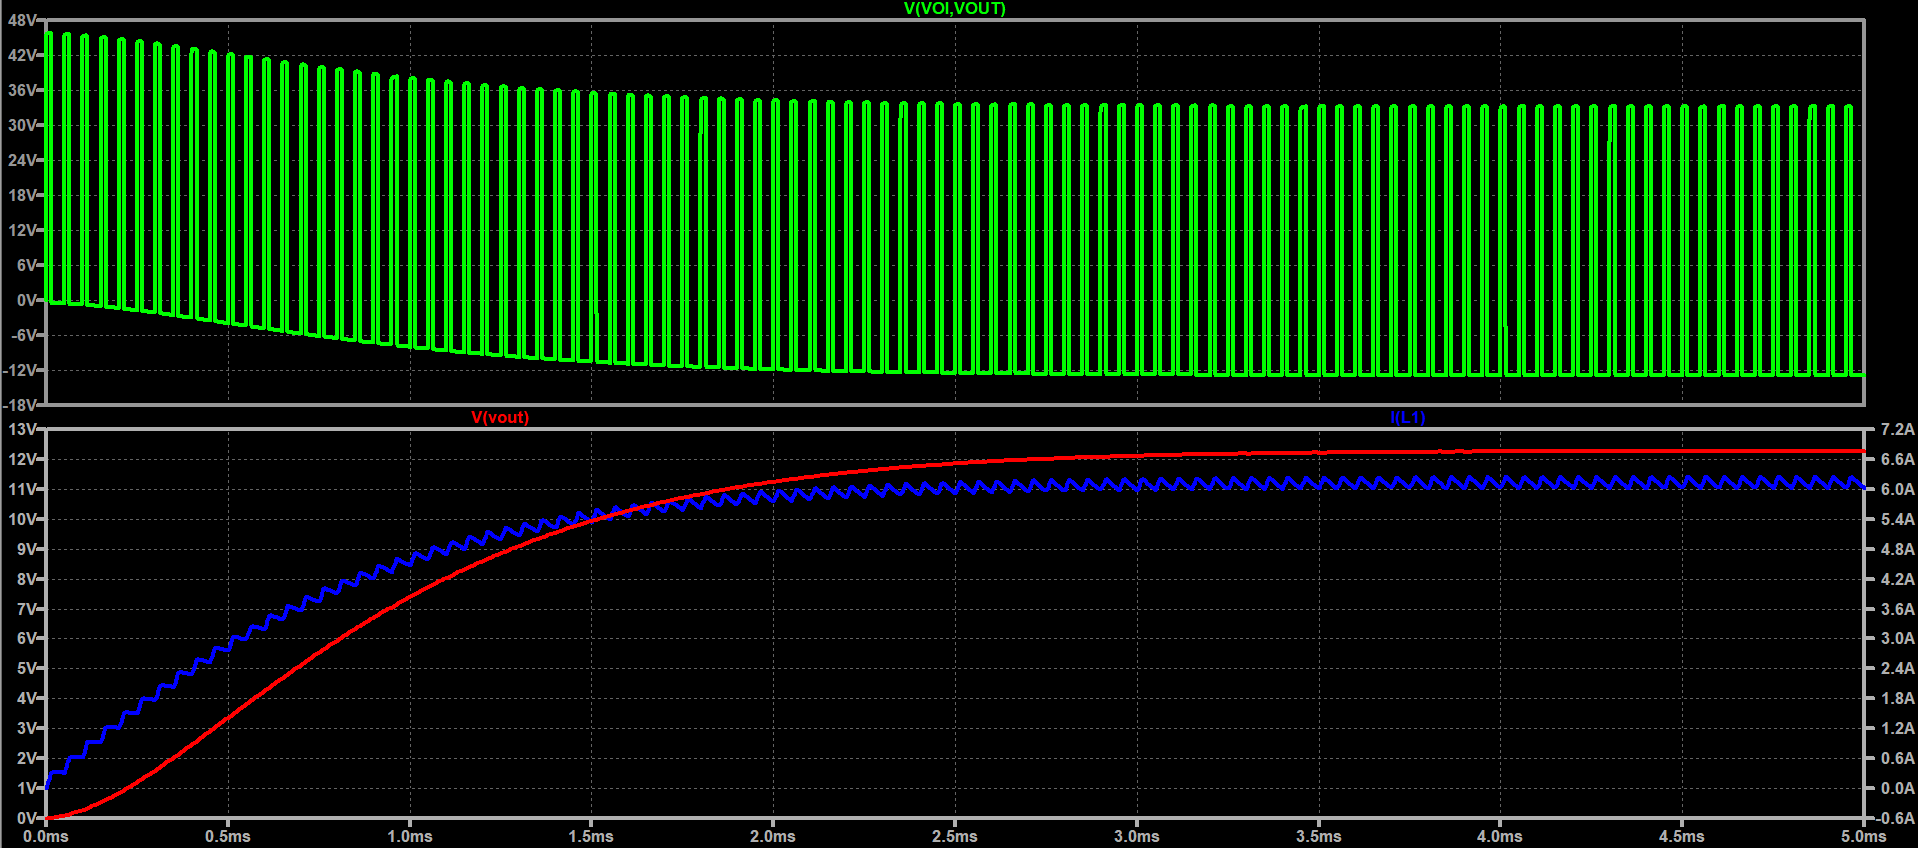 V(VOI,VOUT)
48V
42V
36V
30V
24V
18V
12V
6V
0V
-6V
-12V
-18V
V(vout) I(L1)
13V 7.2A
12V 6.6A
11V 6.0A
10V 5.4A
9V 4.8A
8V 4.2A
7V 3.6A
6V 3.0A
5V 2.4A
4V 1.8A
3V 1.2A
2V 0.6A
1V 0.0A
0V -0.6A
0.0ms 0.5ms 1.0ms 1.5ms 2.0ms 2.5ms 3.0ms 3.5ms 4.0ms 4.5ms 5.0ms